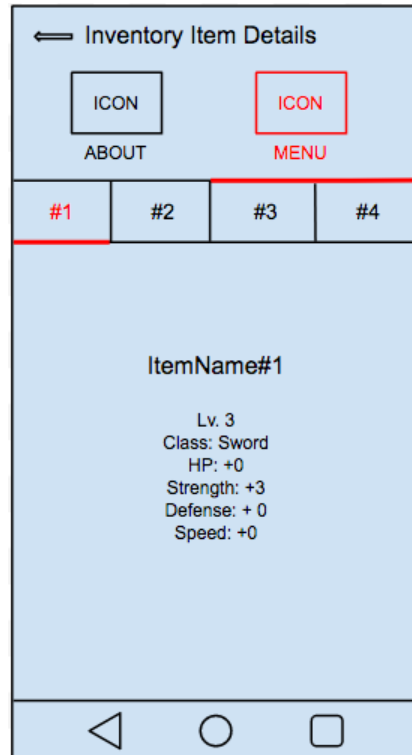 Inventory Item Details
ICON ICON
ABOUT MENU
#1 #2 #3 #4
ItemName#1
Lv. 3
Class: Sword
HP: +0
Strength: +3
Defense: + 0
Speed: +0